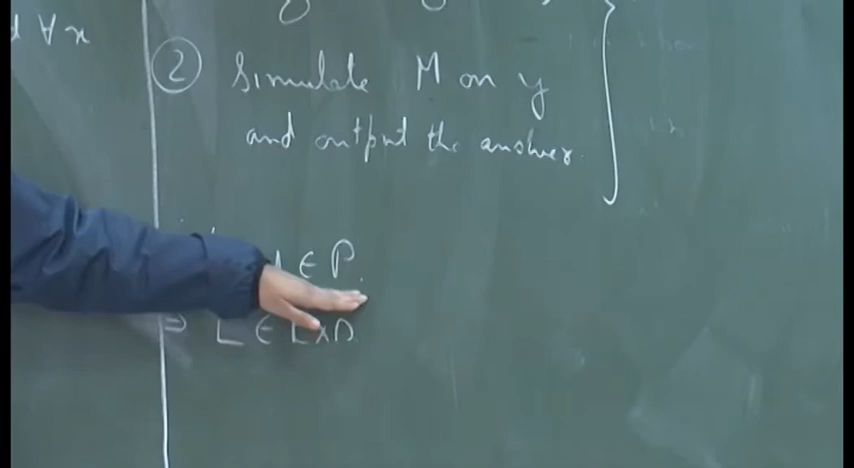 ∀x
② Simulate M on y
and output the answer.
∈ P.
⇒ L ∈